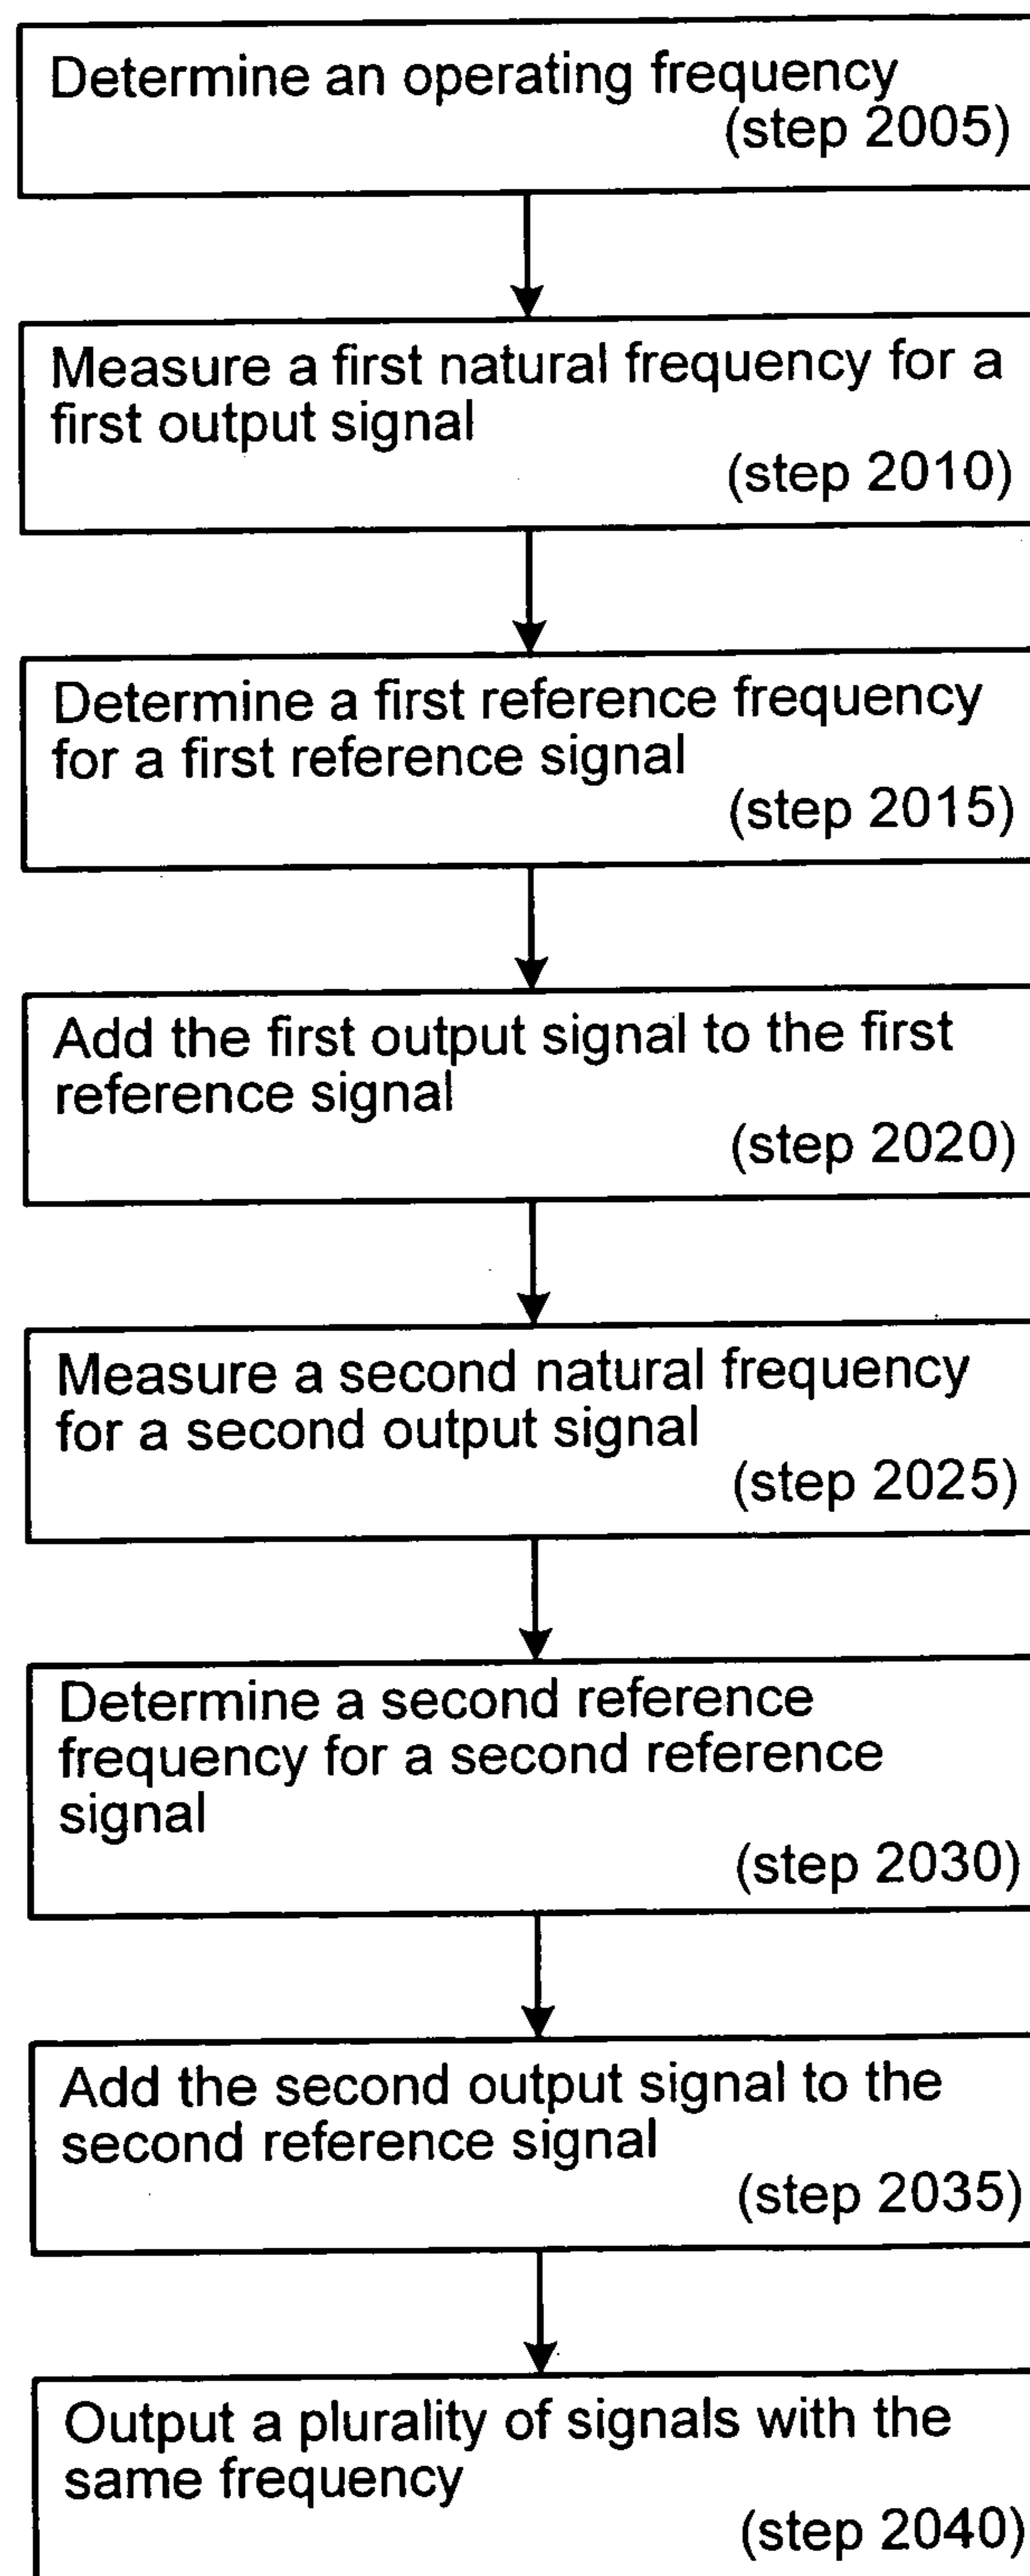 Determine an operating frequency
(step 2005)
Measure a first natural frequency for a
first output signal
(step 2010)
Determine a first reference frequency
for a first reference signal
(step 2015)
Add the first output signal to the first
reference signal
(step 2020)
Measure a second natural frequency
for a second output signal
(step 2025)
Determine a second reference
frequency for a second reference
signal
(step 2030)
Add the second output signal to the
second reference signal
(step 2035)
Output a plurality of signals with the
same frequency
(step 2040)